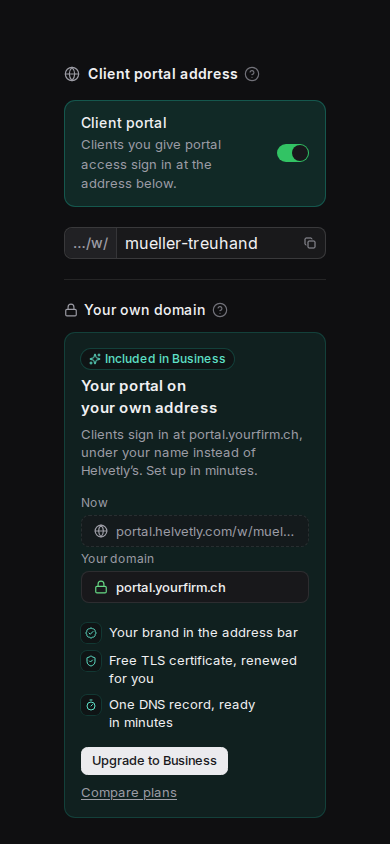 Client portal address
Client portal
Clients you give portal
access sign in at the
address below.
.../w/ mueller-treuhand
Your own domain
Included in Business
Your portal on
your own address
Clients sign in at portal.yourfirm.ch,
under your name instead of
Helvetly's. Set up in minutes.
Now
portal.helvetly.com/w/muel...
Your domain
portal.yourfirm.ch
Your brand in the address bar
Free TLS certificate, renewed
for you
One DNS record, ready
in minutes
Upgrade to Business
Compare plans